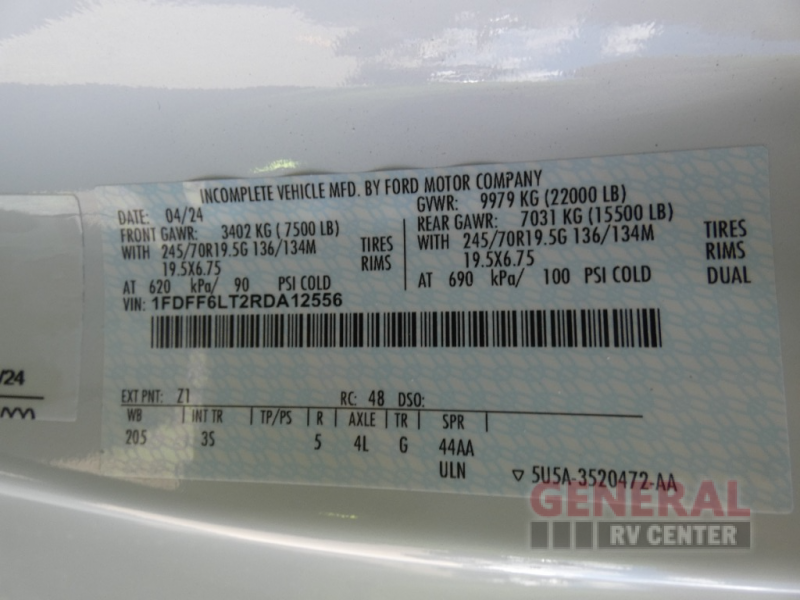 INCOMPLETE VEHICLE MFD. BY FORD MOTOR COMPANY
DATE: 04/24 GVWR: 9979 KG (22000 LB)
FRONT GAWR: 3402 KG ( 7500 LB) REAR GAWR: 7031 KG (15500 LB)
WITH 245/70R19.5G 136/134M TIRES WITH 245/70R19.5G 136/134M TIRES
19.5X6.75 RIMS 19.5X6.75 RIMS
AT 620 kPa/ 90 PSI COLD AT 690 kPa/ 100 PSI COLD DUAL
VIN: 1FDFF6LT2RDA12556
/24
EXT PNT: Z1 RC: 48 DSO:
WB INT TR TP/PS R AXLE TR SPR
205 3S 5 4L G 44AA
ULN ▽ 5U5A-3520472-AA
GENERAL
RV CENTER